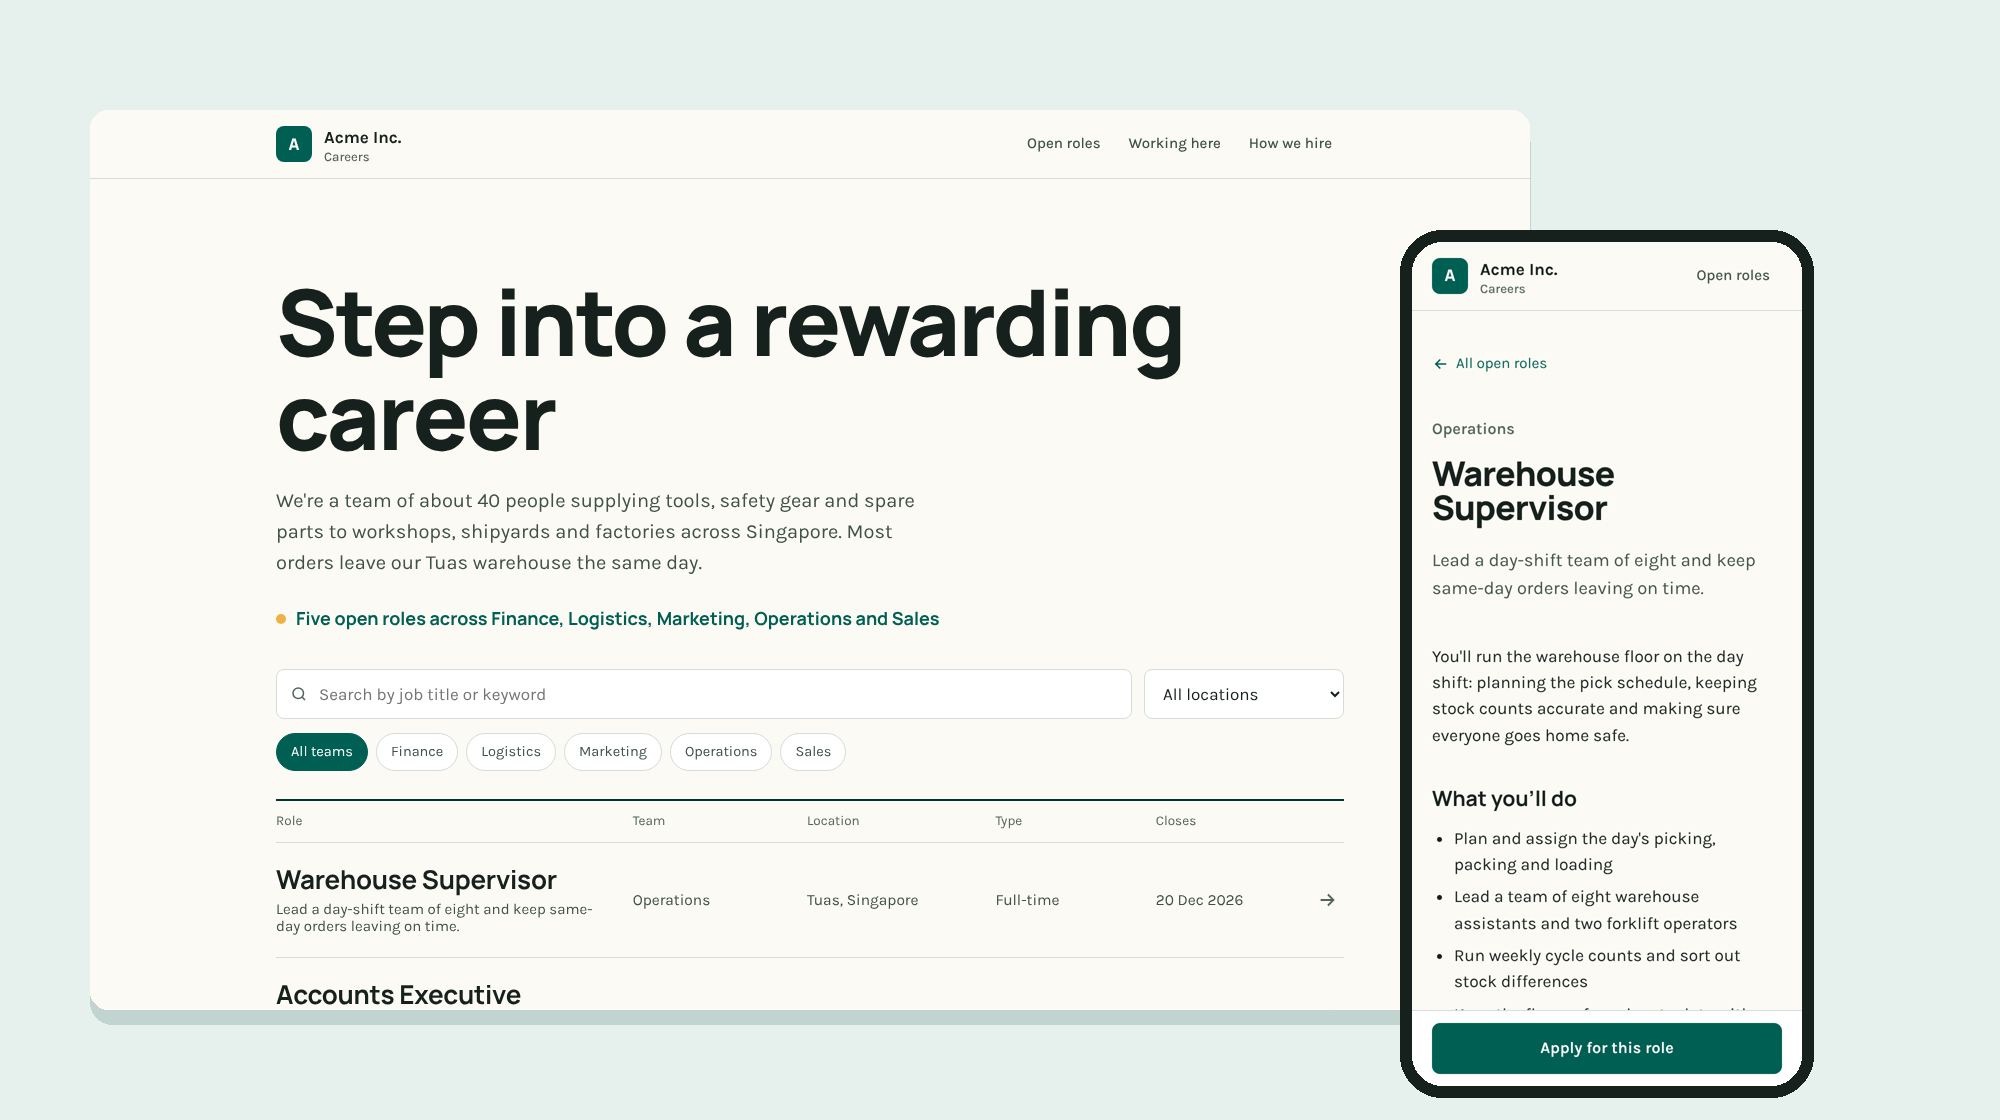 A
Acme Inc.
Careers
Open roles
Working here
How we hire
Step into a rewarding
career
We're a team of about 40 people supplying tools, safety gear and spare
parts to workshops, shipyards and factories across Singapore. Most
orders leave our Tuas warehouse the same day.
Five open roles across Finance, Logistics, Marketing, Operations and Sales
Search by job title or keyword
All locations
All teams
Finance
Logistics
Marketing
Operations
Sales
Role
Team
Location
Type
Closes
Warehouse Supervisor
Lead a day-shift team of eight and keep same-
day orders leaving on time.
Operations
Tuas, Singapore
Full-time
20 Dec 2026
Accounts Executive
A
Acme Inc.
Careers
Open roles
All open roles
Operations
Warehouse
Supervisor
Lead a day-shift team of eight and keep
same-day orders leaving on time.
You'll run the warehouse floor on the day
shift: planning the pick schedule, keeping
stock counts accurate and making sure
everyone goes home safe.
What you’ll do
Plan and assign the day's picking,
packing and loading
Lead a team of eight warehouse
assistants and two forklift operators
Run weekly cycle counts and sort out
stock differences
Apply for this role